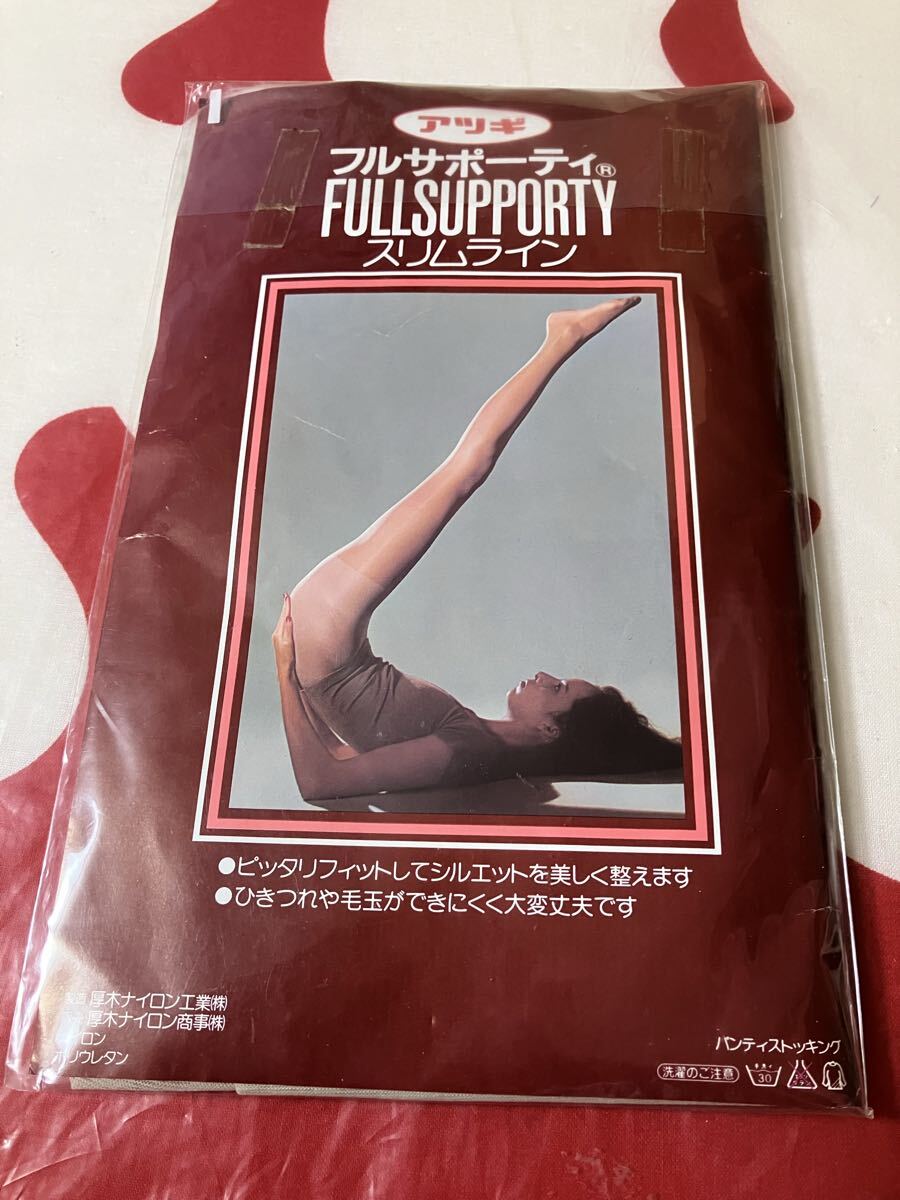 アツギ
フルサポーティ®
FULLSUPPORTY
スリムライン
●ピッタリフィットしてシルエットを美しく整えます
●ひきつれや毛玉ができにくく大変丈夫です
製造 厚木ナイロン工業㈱
厚木ナイロン商事㈱
ロン
ポリウレタン
パンティストッキング
洗濯のご注意
30